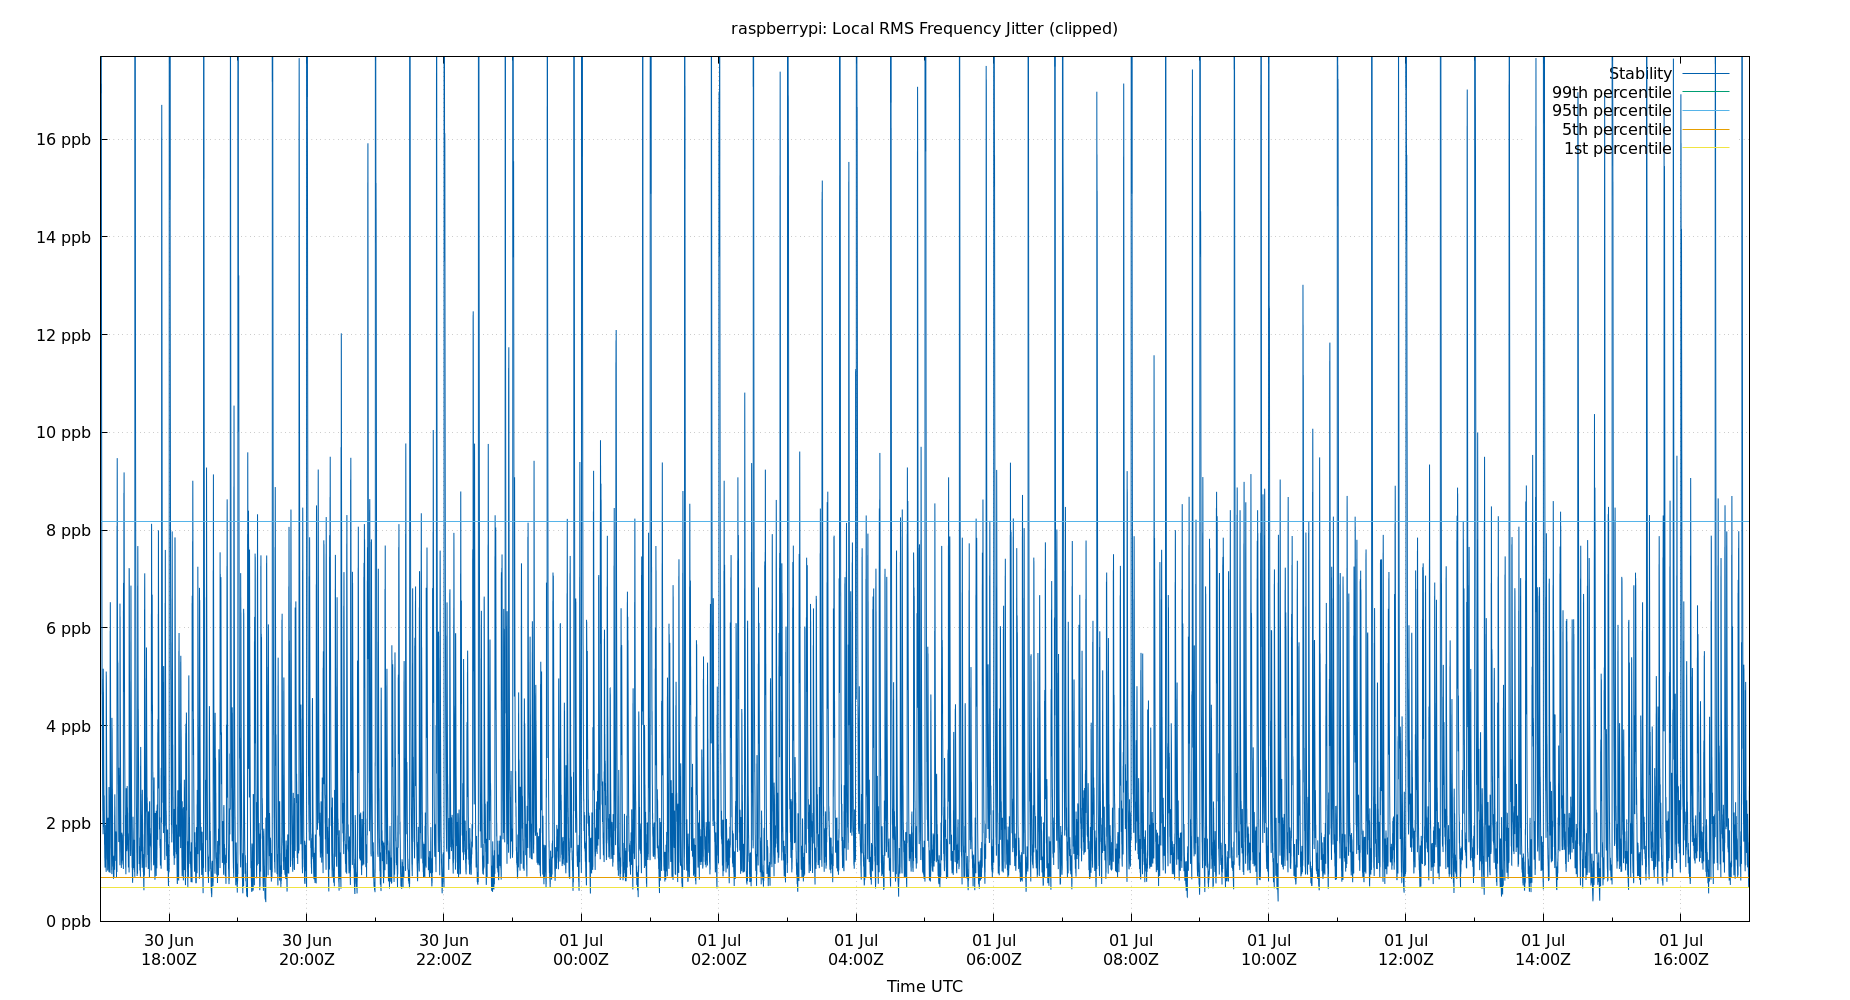 raspberrypi: Local RMS Frequency Jitter (clipped)
Stability
99th percentile
95th percentile
5th percentile
1st percentile
16 ppb
14 ppb
12 ppb
10 ppb
8 ppb
6 ppb
4 ppb
2 ppb
0 ppb
30 Jun 30 Jun 30 Jun 01 Jul 01 Jul 01 Jul 01 Jul 01 Jul 01 Jul 01 Jul 01 Jul 01 Jul
18:00Z 20:00Z 22:00Z 00:00Z 02:00Z 04:00Z 06:00Z 08:00Z 10:00Z 12:00Z 14:00Z 16:00Z
Time UTC